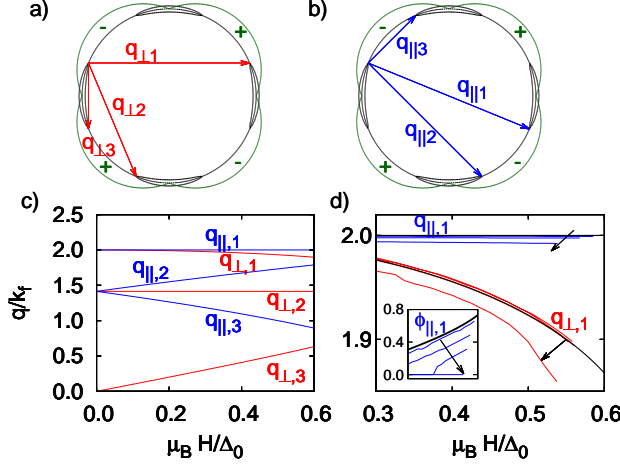 a)
b)
-
+
-
+
q⊥1
q⊥2
q⊥3
+
-
+
-
q||3
q||1
q||2
c)
d)
2.5
2.0
1.5
1.0
0.5
0.0
q/kf
q||,1
q⊥,1
q||,2
q⊥,2
q||,3
q⊥,3
0.0 0.2 0.4 0.6
μB H/Δ0
2.0
1.9
q||,1
q⊥,1
0.8
0.4
0.0
ϕ||,1
0.3 0.4 0.5 0.6
μB H/Δ0